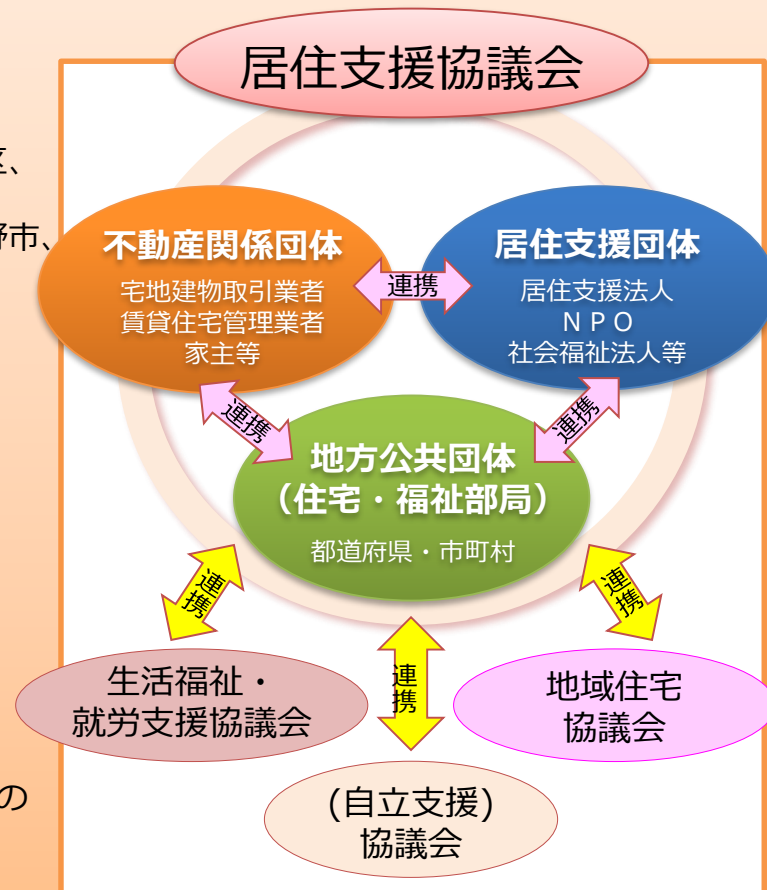 居住支援協議会
区、
野市、
不動産関係団体
宅地建物取引業者
賃貸住宅管理業者
家主等
連携
居住支援団体
居住支援法人
ＮＰＯ
社会福祉法人等
連携
連携
地方公共団体
（住宅・福祉部局）
都道府県・市町村
連携
連携
連携
生活福祉・
就労支援協議会
地域住宅
協議会
(自立支援)
協議会
の